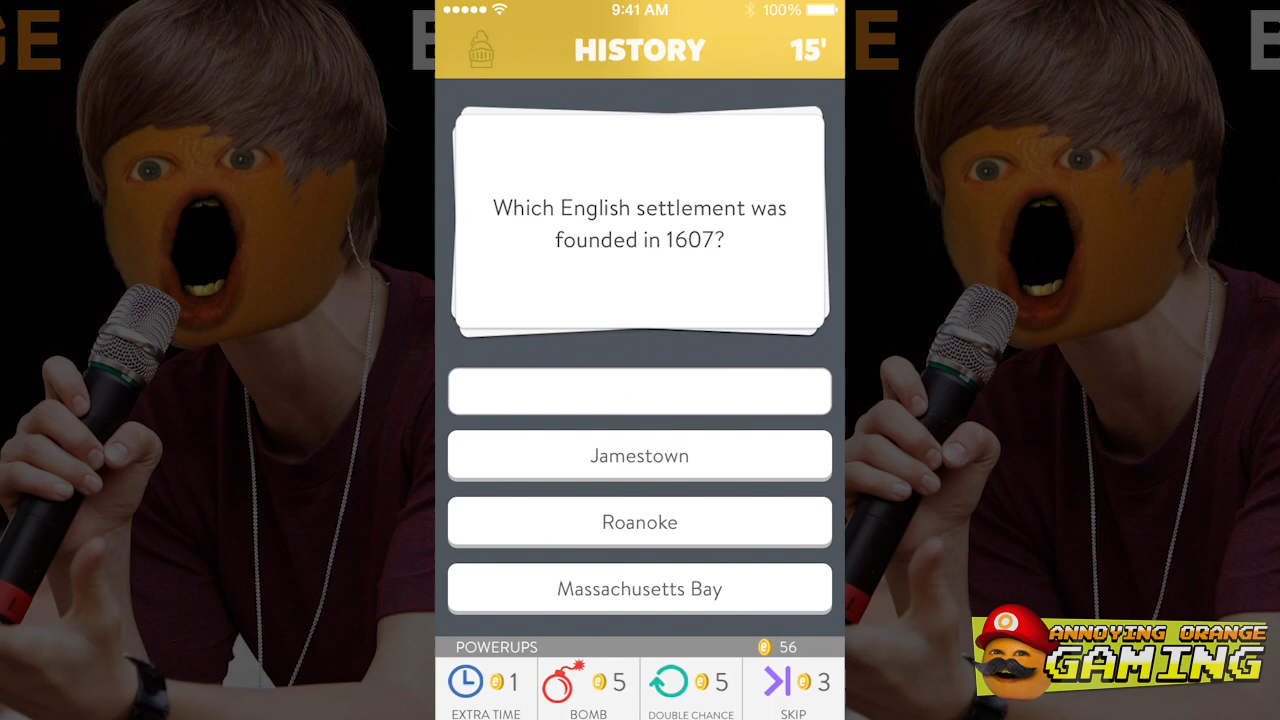 GE
B
E
B
9:41 AM
100%
HISTORY
15'
Which English settlement was
founded in 1607?
Jamestown
Roanoke
Massachusetts Bay
POWERUPS
56
1
5
5
3
EXTRA TIME
BOMB
DOUBLE CHANCE
SKIP
ANNOYING ORANGE
GAMING